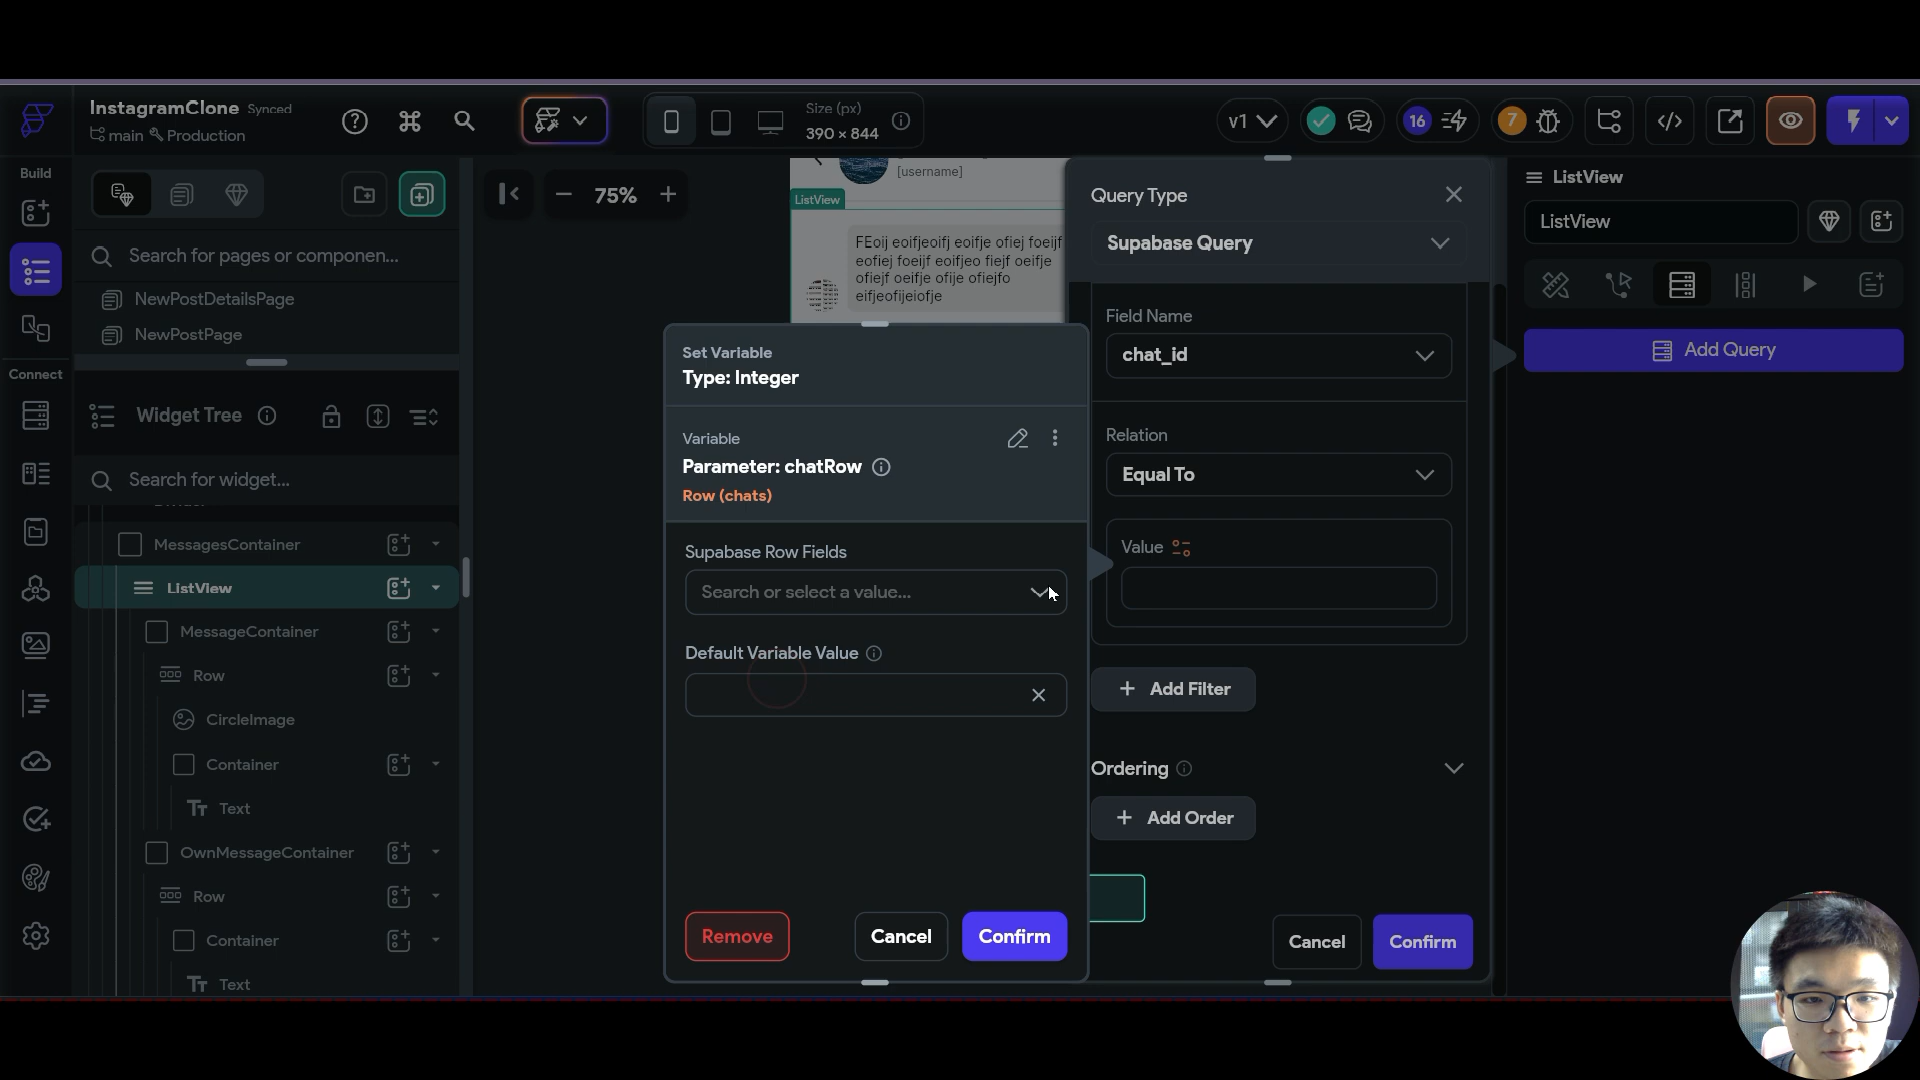 InstagramClone Synced
main Production
Size (px)
390 × 844
v1
16
7
Build
Connect
Search for pages or componen...
NewPostDetailsPage
NewPostPage
Widget Tree
Search for widget...
MessagesContainer
ListView
MessageContainer
Row
CircleImage
Container
Text
OwnMessageContainer
Row
Container
Text
75%
[username]
ListView
FEoij eoifjeoifj eoifje ofiej foeijf
eofiej foeijf eoifjeo fiejf oeifje
ofiejf oeifje ofije ofiejfo
eifjeofijeiofje
Set Variable
Type: Integer
Variable
Parameter: chatRow
Row (chats)
Supabase Row Fields
Search or select a value...
Default Variable Value
Remove
Cancel
Confirm
Query Type
Supabase Query
Field Name
chat_id
Relation
Equal To
Value
Add Filter
Ordering
Add Order
Cancel
Confirm
ListView
ListView
Add Query